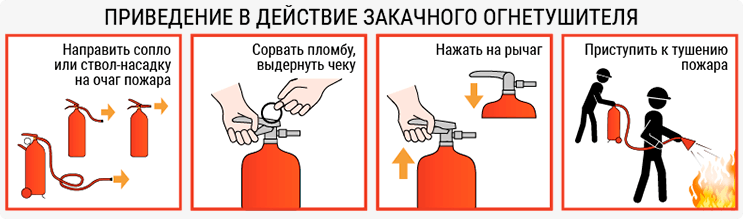 ПРИВЕДЕНИЕ В ДЕЙСТВИЕ ЗАКАЧНОГО ОГНЕТУШИТЕЛЯ
Направить сопло
или ствол-насадку
на очаг пожара
Сорвать пломбу,
выдернуть чеку
Нажать на рычаг
Приступить к тушению
пожара